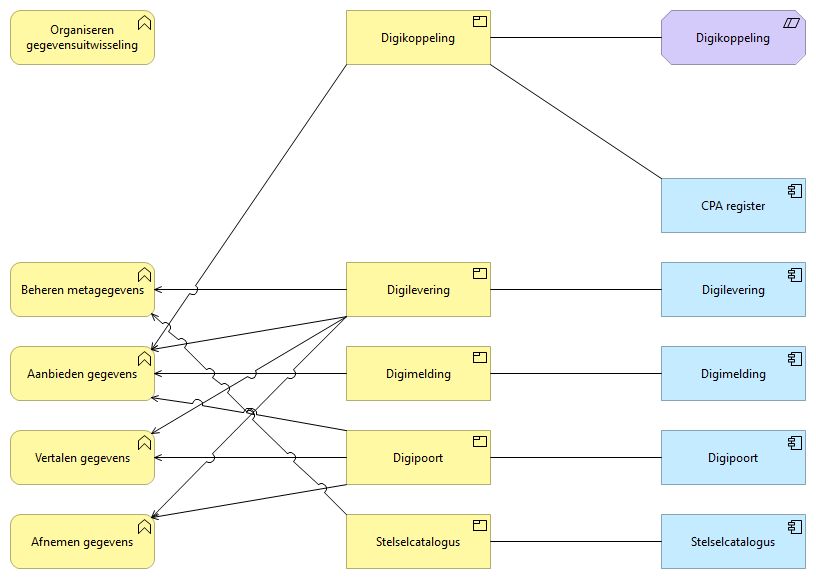 Organiseren
gegevensuitwisseling
Digikoppeling
Digikoppeling
CPA register
Beheren metagegevens
Digilevering
Digilevering
Aanbieden gegevens
Digimelding
Digimelding
Vertalen gegevens
Digipoort
Digipoort
Afnemen gegevens
Stelselcatalogus
Stelselcatalogus